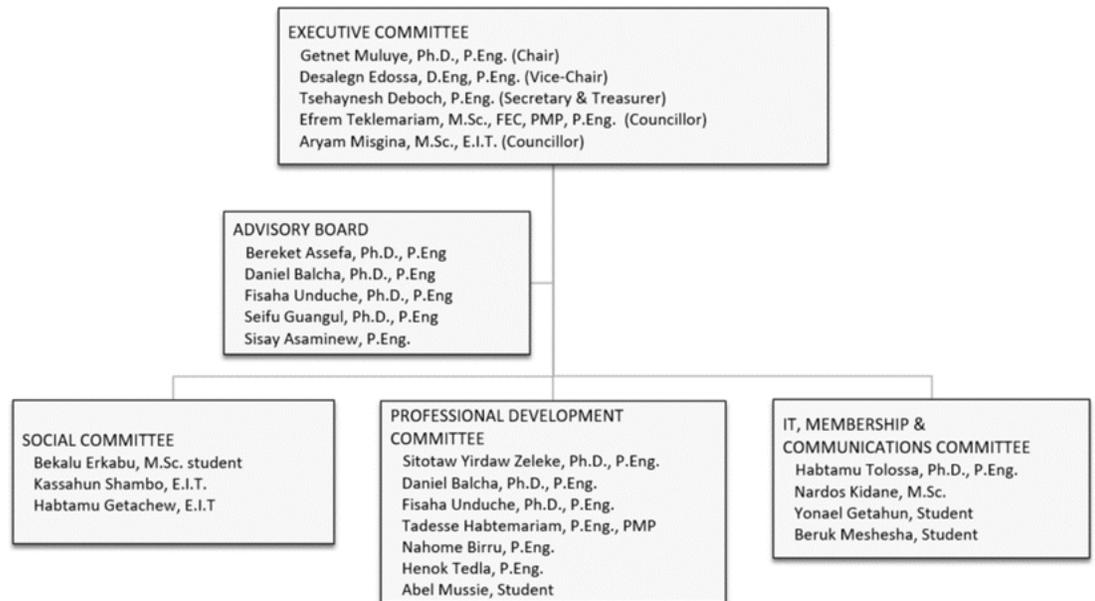 EXECUTIVE COMMITTEE
Getnet Muluye, Ph.D., P.Eng. (Chair)
Desalegn Edossa, D.Eng, P.Eng. (Vice-Chair)
Tsehaynesh Deboch, P.Eng. (Secretary & Treasurer)
Efrem Teklemariam, M.Sc., FEC, PMP, P.Eng. (Councillor)
Aryam Misgina, M.Sc., E.I.T. (Councillor)
ADVISORY BOARD
Bereket Assefa, Ph.D., P.Eng
Daniel Balcha, Ph.D., P.Eng
Fisaha Unduche, Ph.D., P.Eng
Seifu Guangul, Ph.D., P.Eng
Sisay Asaminew, P.Eng.
SOCIAL COMMITTEE
Bekalu Erkabu, M.Sc. student
Kassahun Shambo, E.I.T.
Habtamu Getachew, E.I.T
PROFESSIONAL DEVELOPMENT
COMMITTEE
Sitotaw Yirdaw Zeleke, Ph.D., P.Eng.
Daniel Balcha, Ph.D., P.Eng.
Fisaha Unduche, Ph.D., P.Eng.
Tadesse Habtemariam, P.Eng., PMP
Nahome Birru, P.Eng.
Henok Tedla, P.Eng.
Abel Mussie, Student
IT, MEMBERSHIP &
COMMUNICATIONS COMMITTEE
Habtamu Tolossa, Ph.D., P.Eng.
Nardos Kidane, M.Sc.
Yonael Getahun, Student
Beruk Meshesha, Student